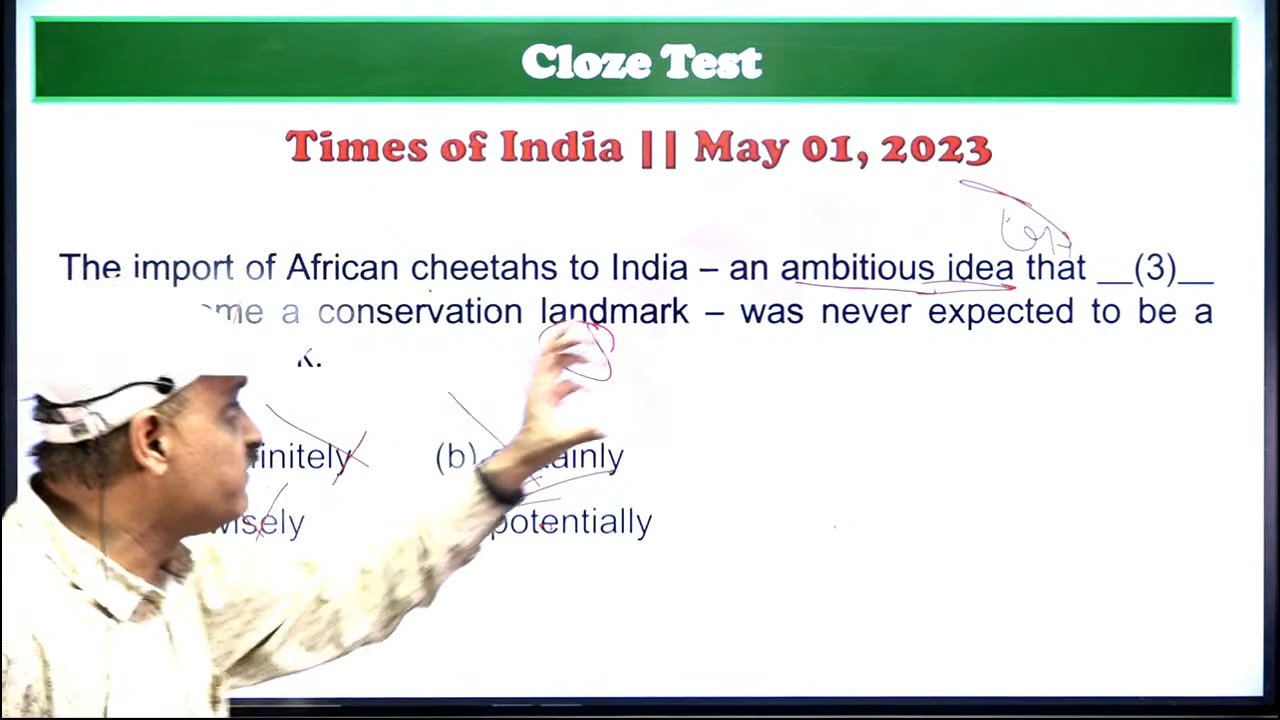 Cloze Test
Times of India || May 01, 2023
The import of African cheetahs to India – an ambitious idea that __(3)__
a conservation landmark – was never expected to be a
(b)
wisely potentially